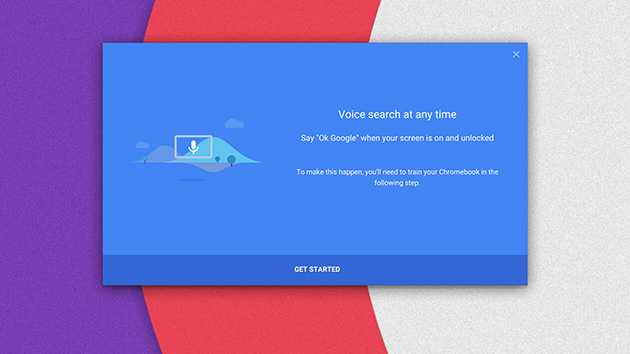 Voice search at any time
Say "Ok Google" when your screen is on and unlocked
To make this happen, you'll need to train your Chromebook in the
following step.
GET STARTED